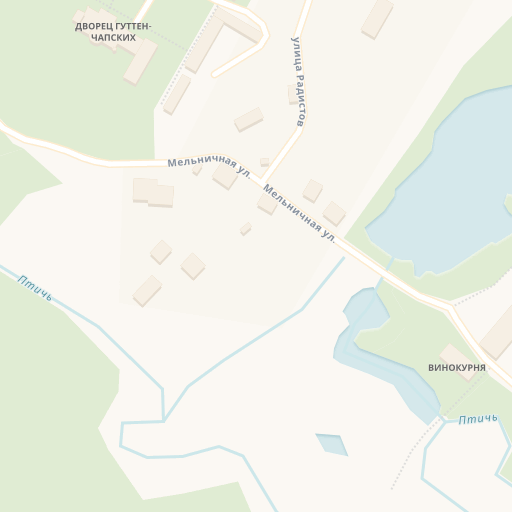 ДВОРЕЦ ГУТТЕН-
ЧАПСКИХ
улица Радистов
Мельничная ул.
Мельничная ул.
Птичь
ВИНОКУРНЯ
Птичь